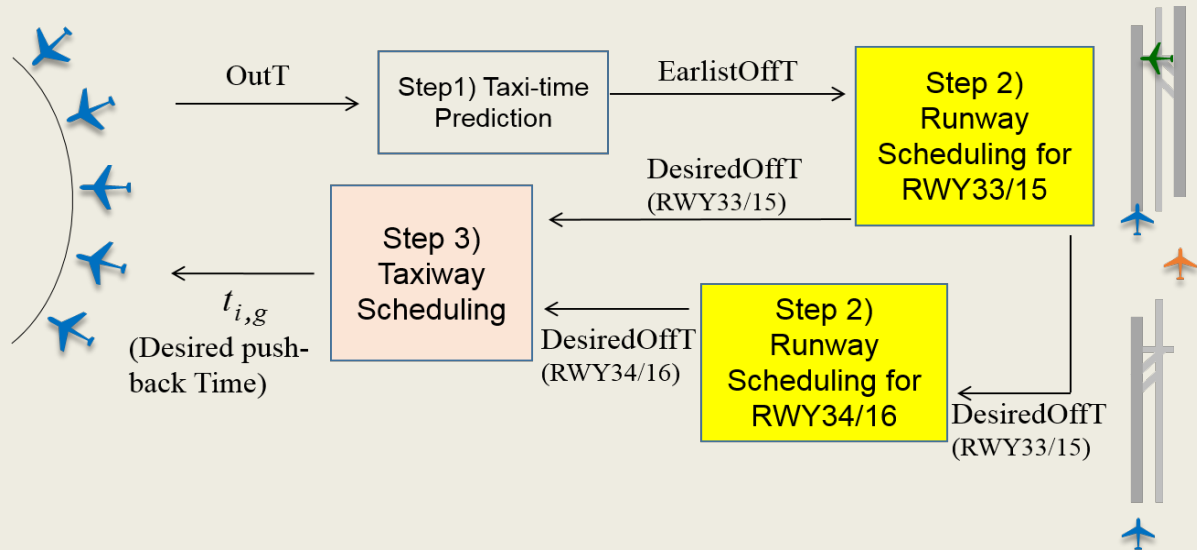 OutT
Step1) Taxi-time
Prediction
EarlistOffT
Step 2)
Runway
Scheduling for
RWY33/15
DesiredOffT
(RWY33/15)
Step 3)
Taxiway
Scheduling
t_{i,g}
(Desired push-
back Time)
DesiredOffT
(RWY34/16)
Step 2)
Runway
Scheduling for
RWY34/16
DesiredOffT
(RWY33/15)